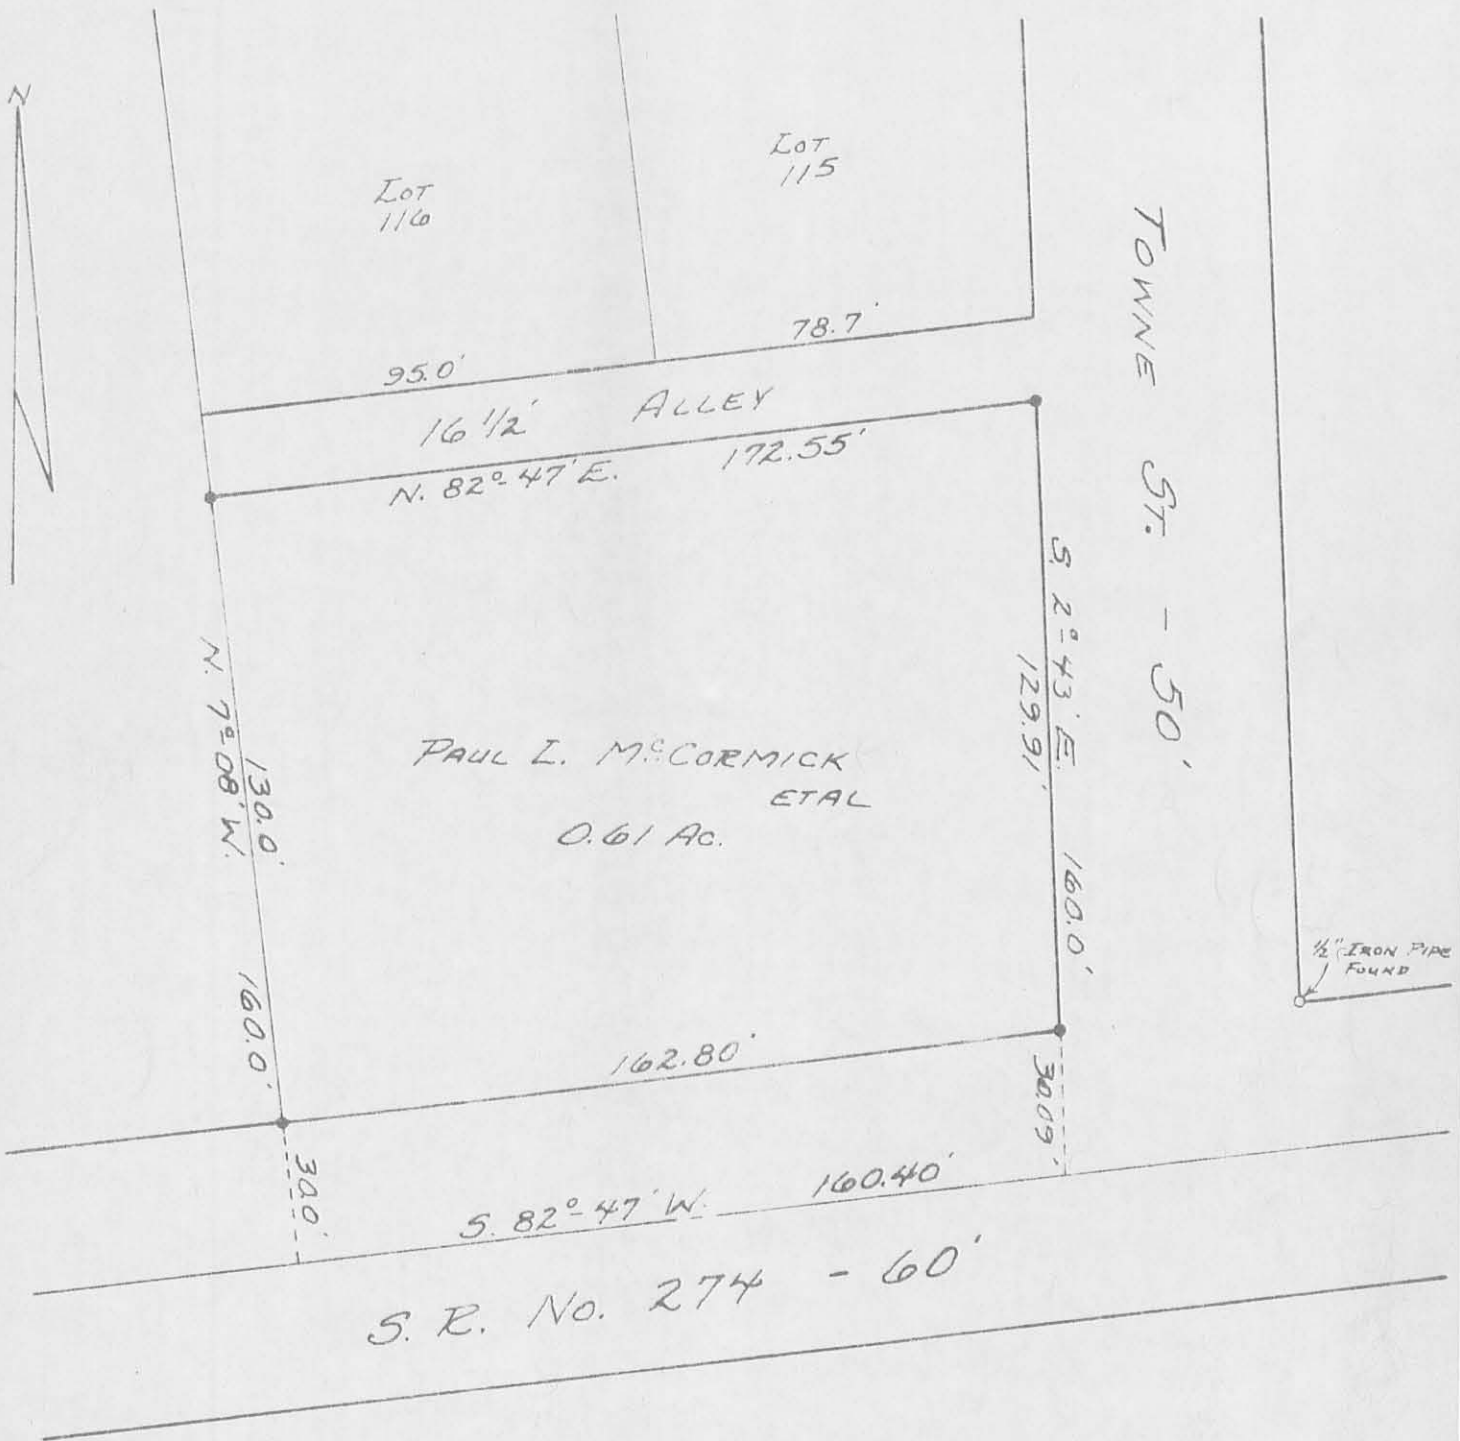 N
LOT
116
LOT
115
95.0'
78.7'
16 1/2' ALLEY
N. 82°-47' E. 172.55'
TOWNE ST. - 50'
S. 2°-43' E. 160.0'
129.91'
N. 7°-08' W. 160.0'
130.0'
PAUL L. McCORMICK
ETAL
0.61 AC.
1/2" IRON PIPE
FOUND
162.80'
30.09'
30.0'
S. 82°-47' W. 160.40'
S. R. No. 274 - 60'